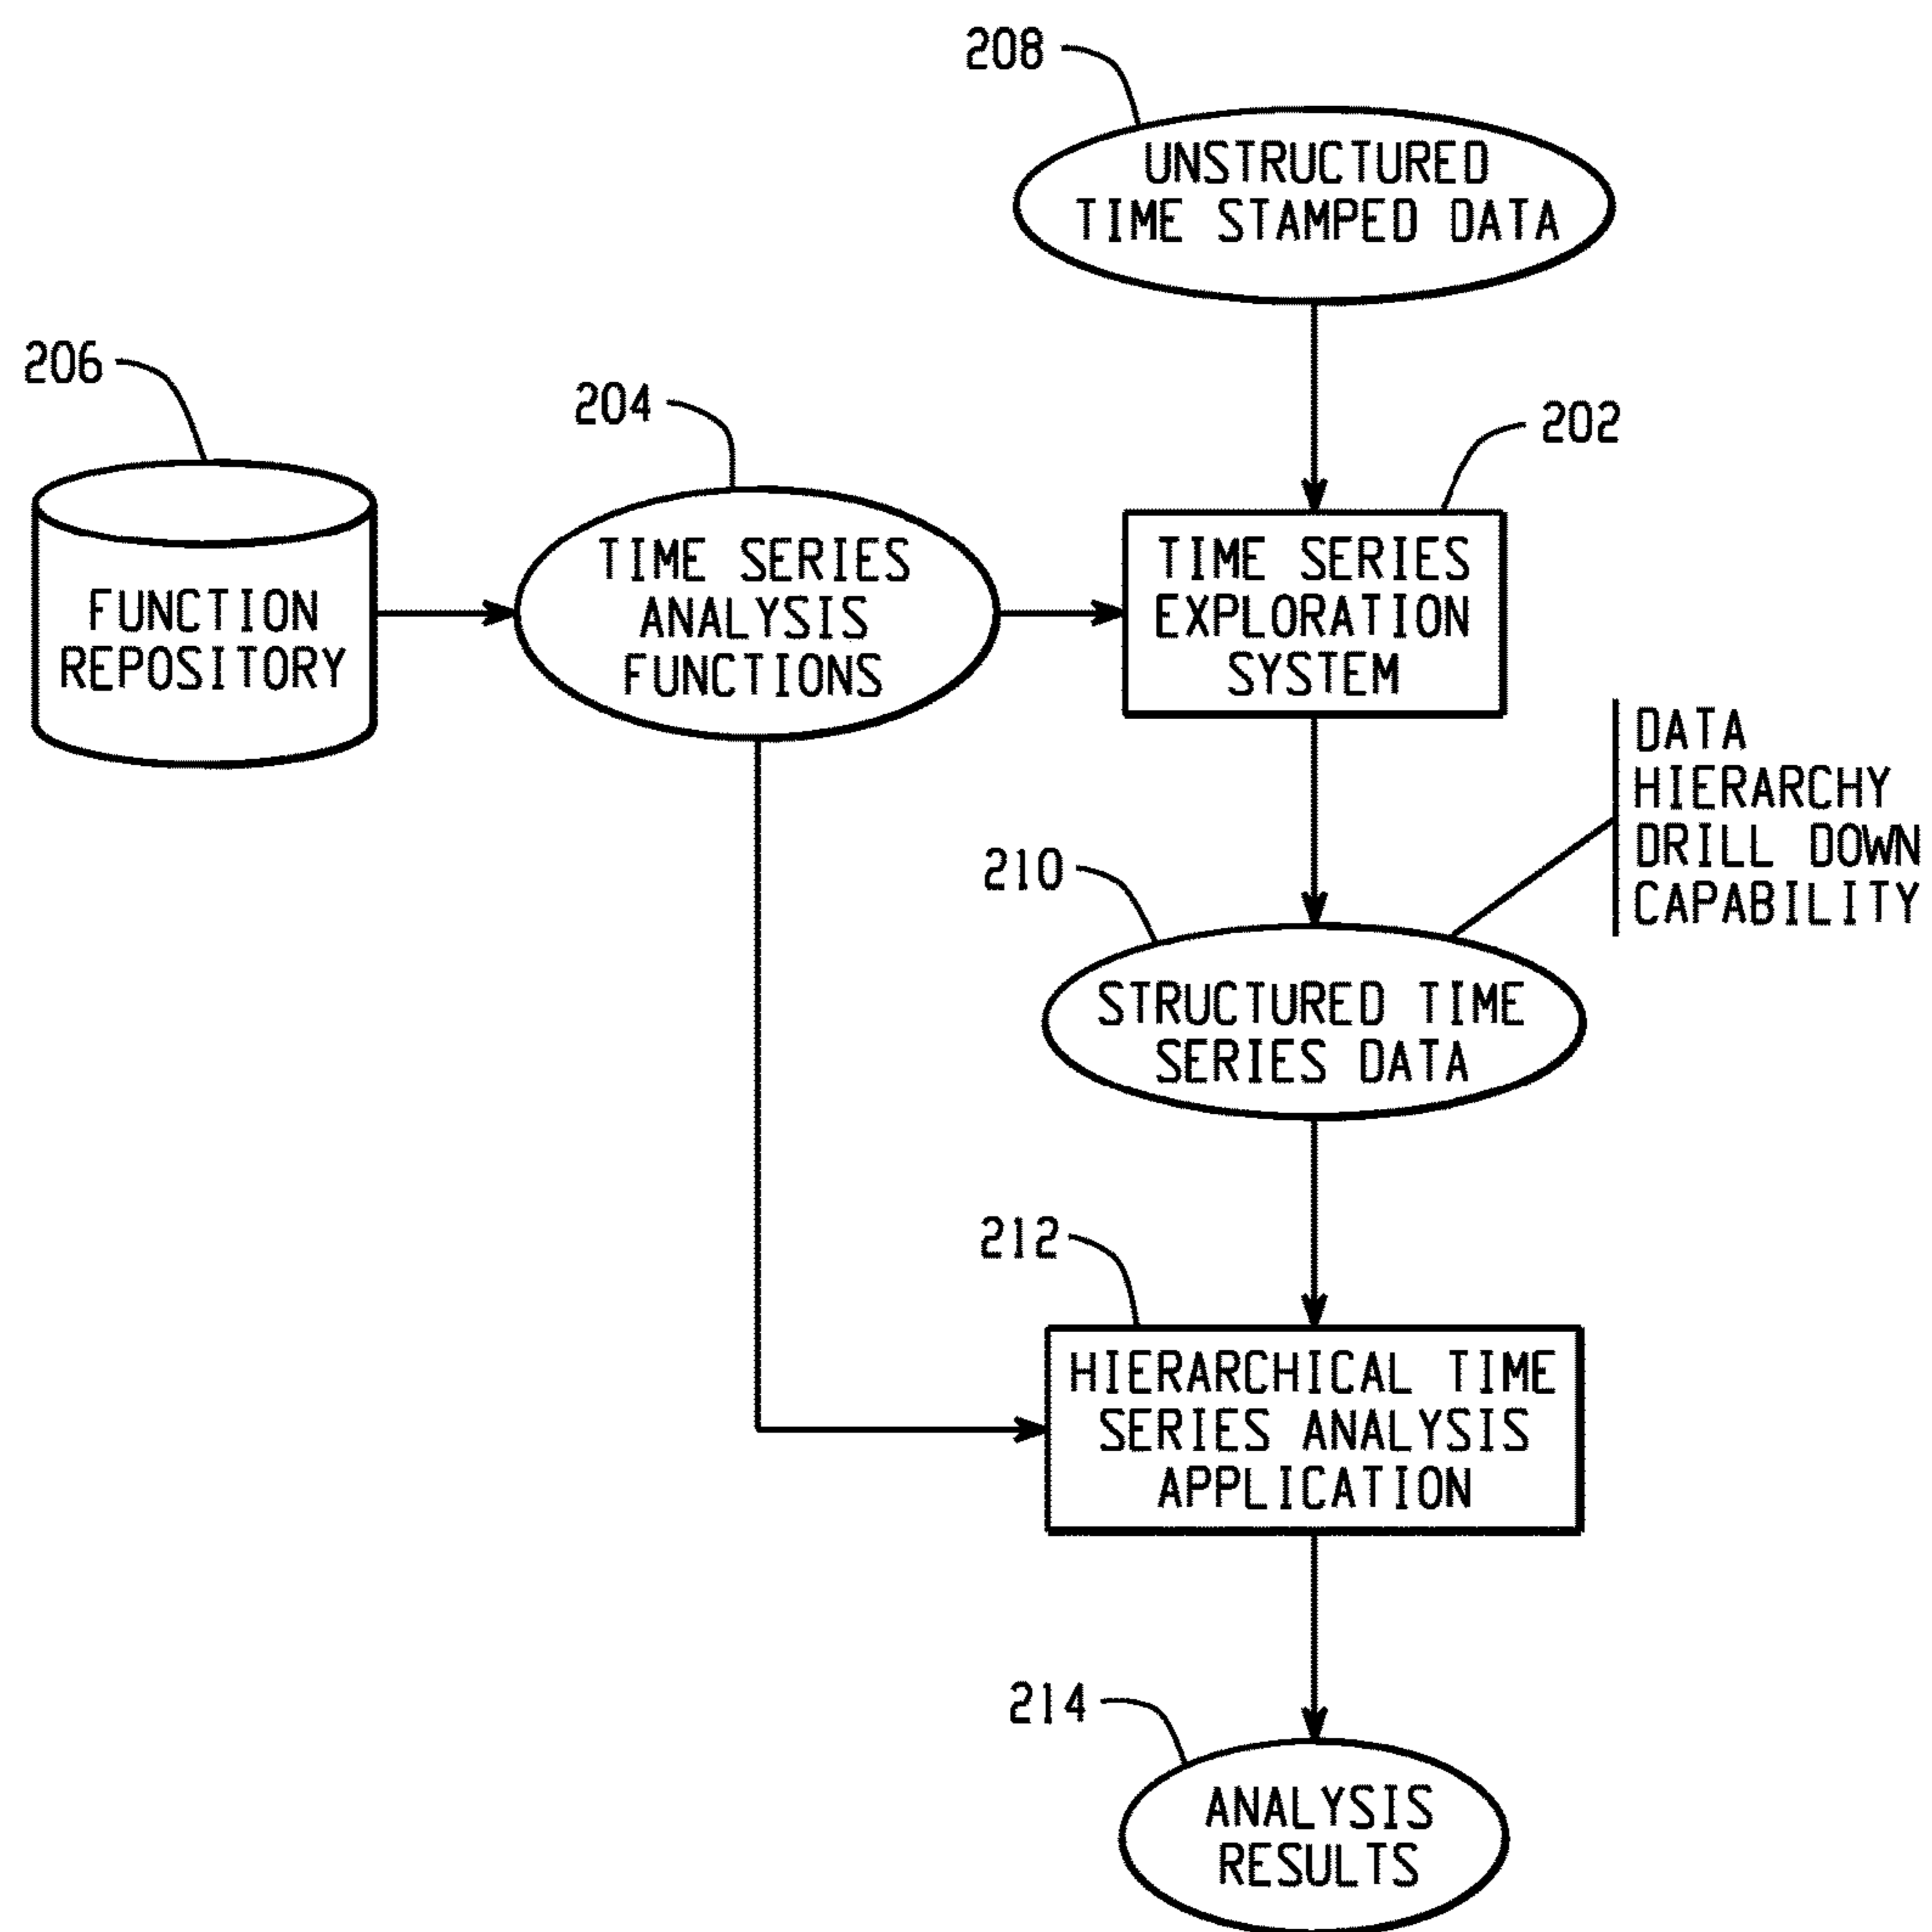 208
UNSTRUCTURED
TIME STAMPED DATA
206
204
202
FUNCTION
REPOSITORY
TIME SERIES
ANALYSIS
FUNCTIONS
TIME SERIES
EXPLORATION
SYSTEM
DATA
HIERARCHY
DRILL DOWN
CAPABILITY
210
STRUCTURED TIME
SERIES DATA
212
HIERARCHICAL TIME
SERIES ANALYSIS
APPLICATION
214
ANALYSIS
RESULTS